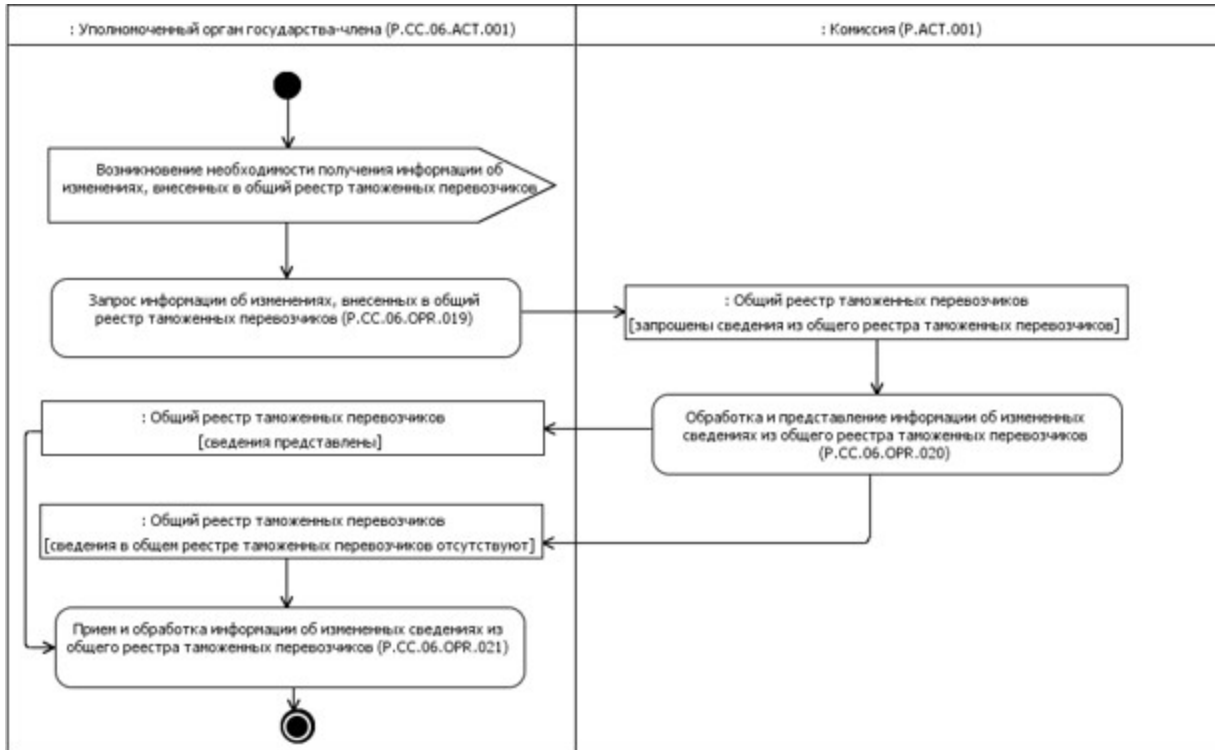 : Уполномоченный орган государства-члена (P.CC.06.ACT.001)
: Комиссия (P.ACT.001)
Возникновение необходимости получения информации об
изменениях, внесенных в общий реестр таможенных перевозчиков
Запрос информации об изменениях, внесенных в общий
реестр таможенных перевозчиков (P.CC.06.OPR.019)
: Общий реестр таможенных перевозчиков
[запрошены сведения из общего реестра таможенных перевозчиков]
Обработка и представление информации об измененных
сведениях из общего реестра таможенных перевозчиков
(P.CC.06.OPR.020)
: Общий реестр таможенных перевозчиков
[сведения представлены]
: Общий реестр таможенных перевозчиков
[сведения в общем реестре таможенных перевозчиков отсутствуют]
Прием и обработка информации об измененных сведениях из
общего реестра таможенных перевозчиков (P.CC.06.OPR.021)